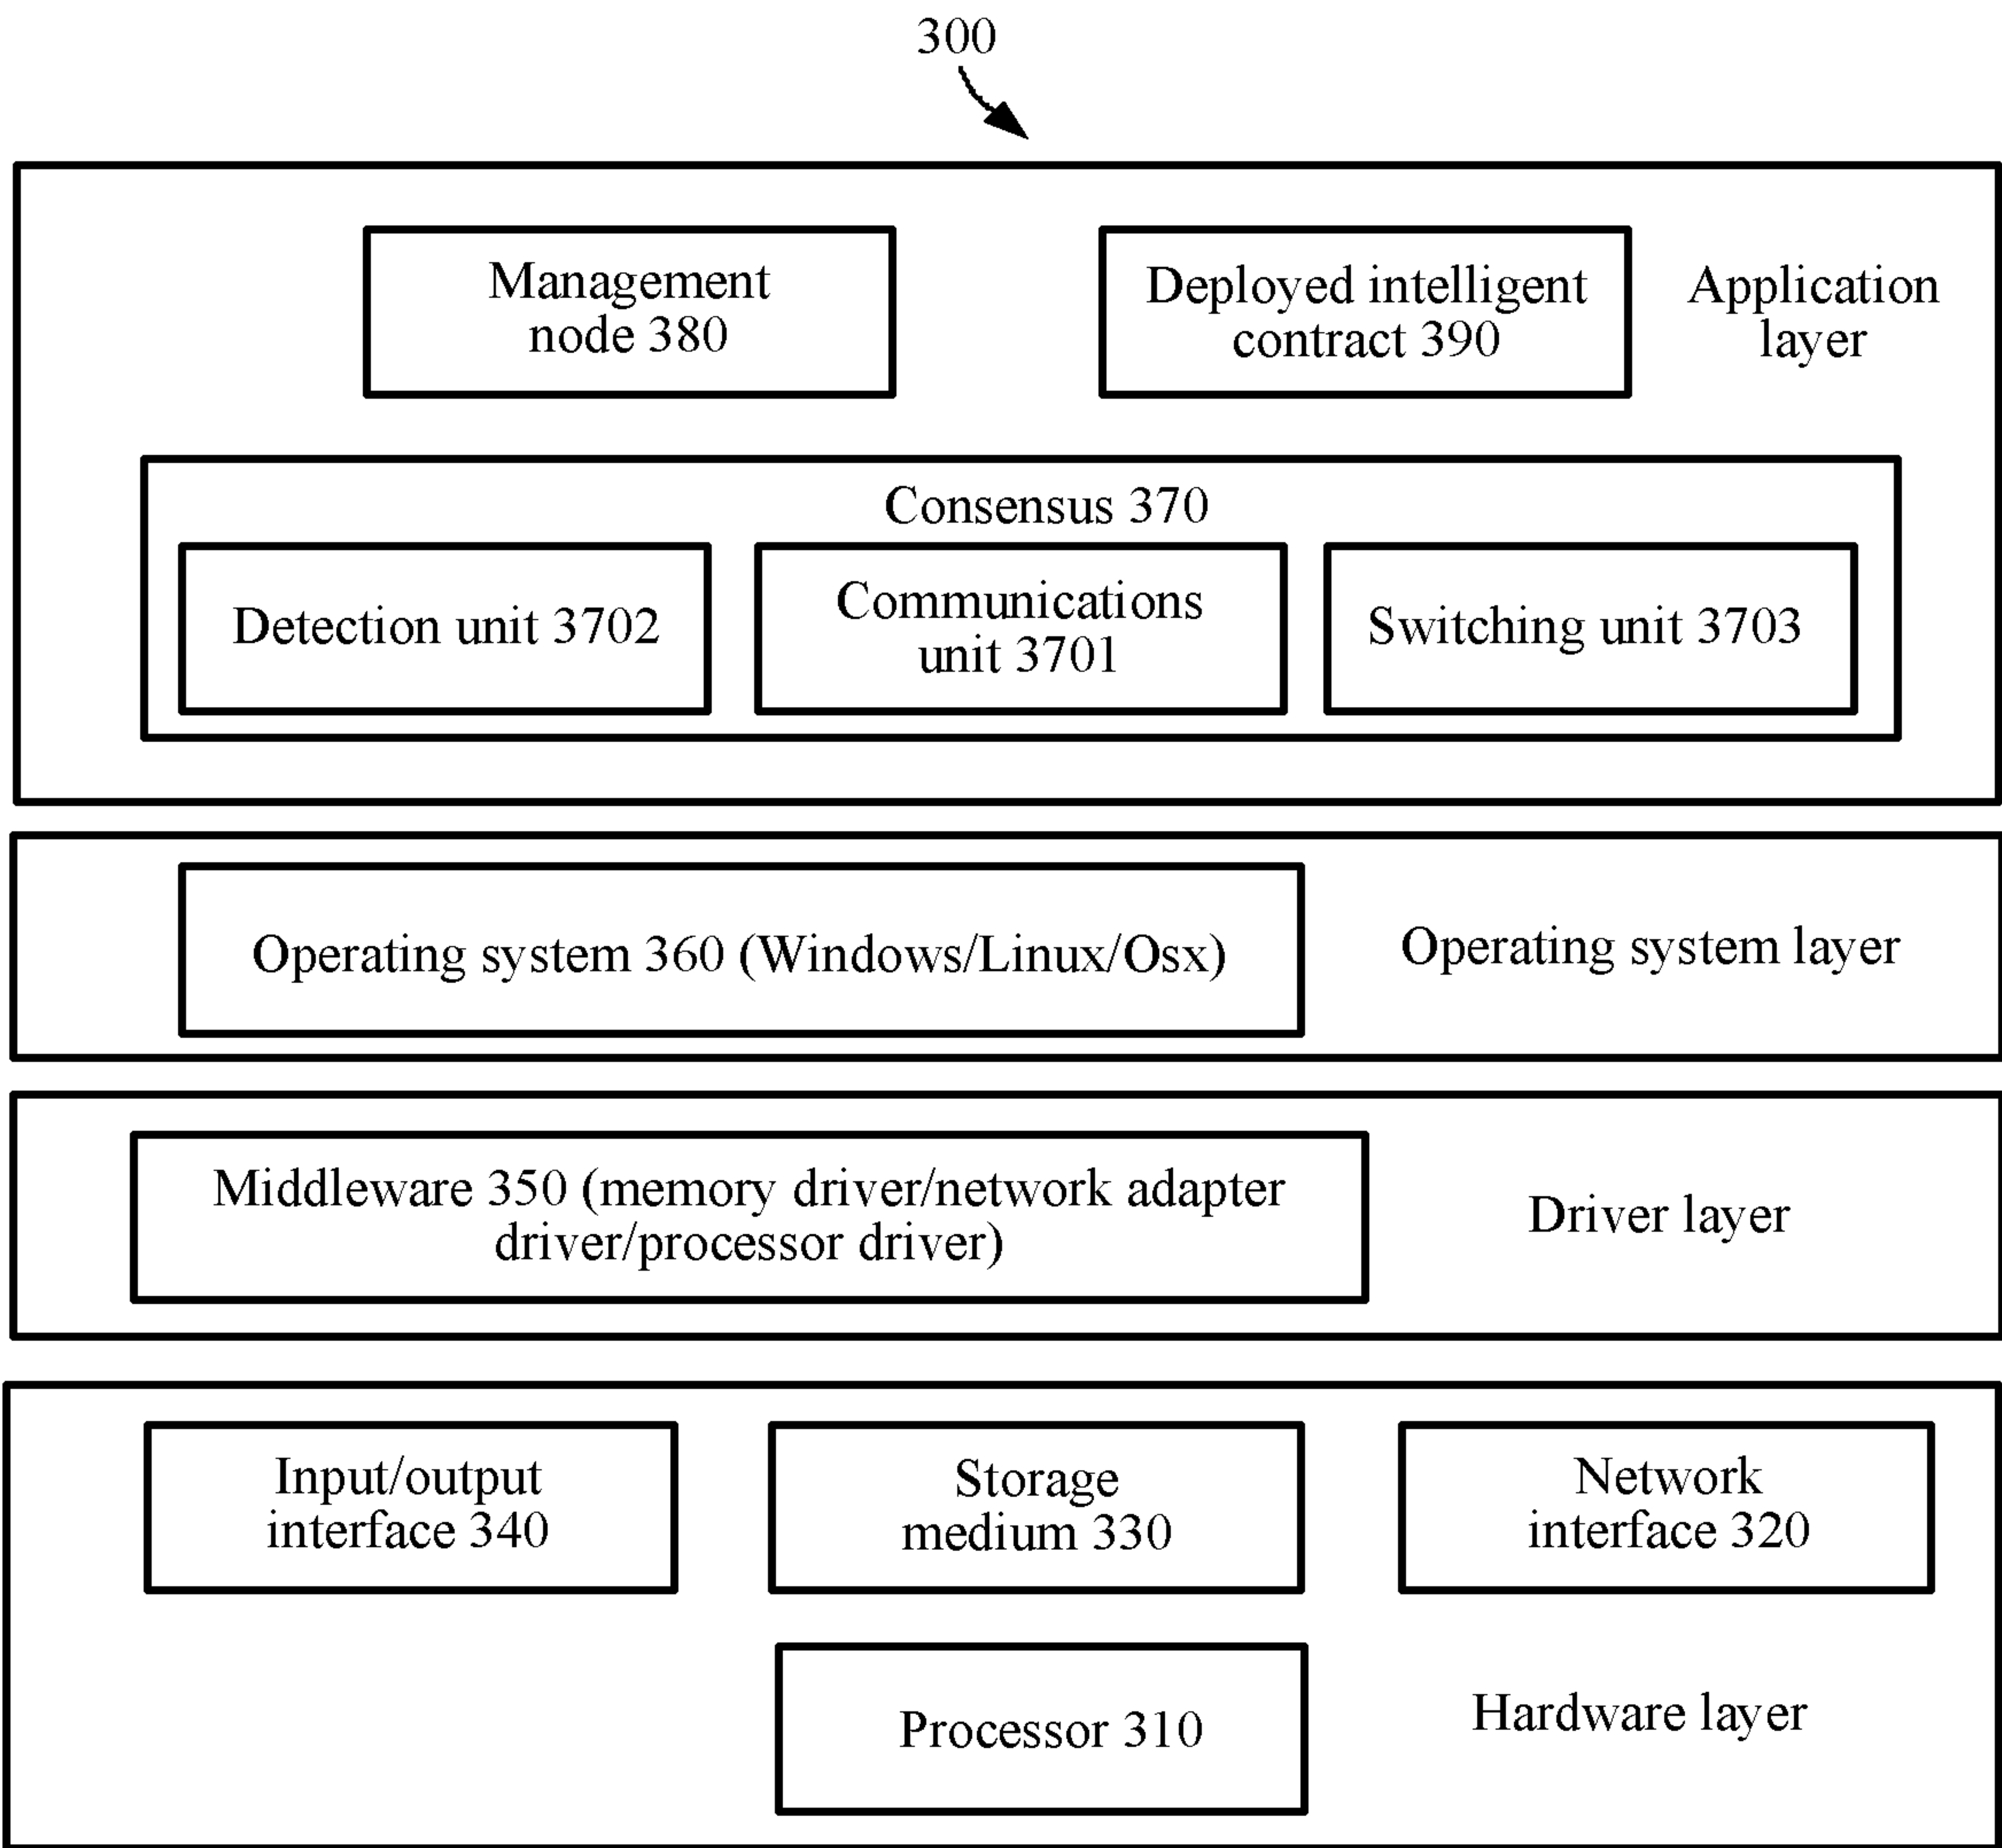 300
Management
node 380
Deployed intelligent
contract 390
Application
layer
Consensus 370
Detection unit 3702
Communications
unit 3701
Switching unit 3703
Operating system 360 (Windows/Linux/Osx)
Operating system layer
Middleware 350 (memory driver/network adapter
driver/processor driver)
Driver layer
Input/output
interface 340
Storage
medium 330
Network
interface 320
Processor 310
Hardware layer